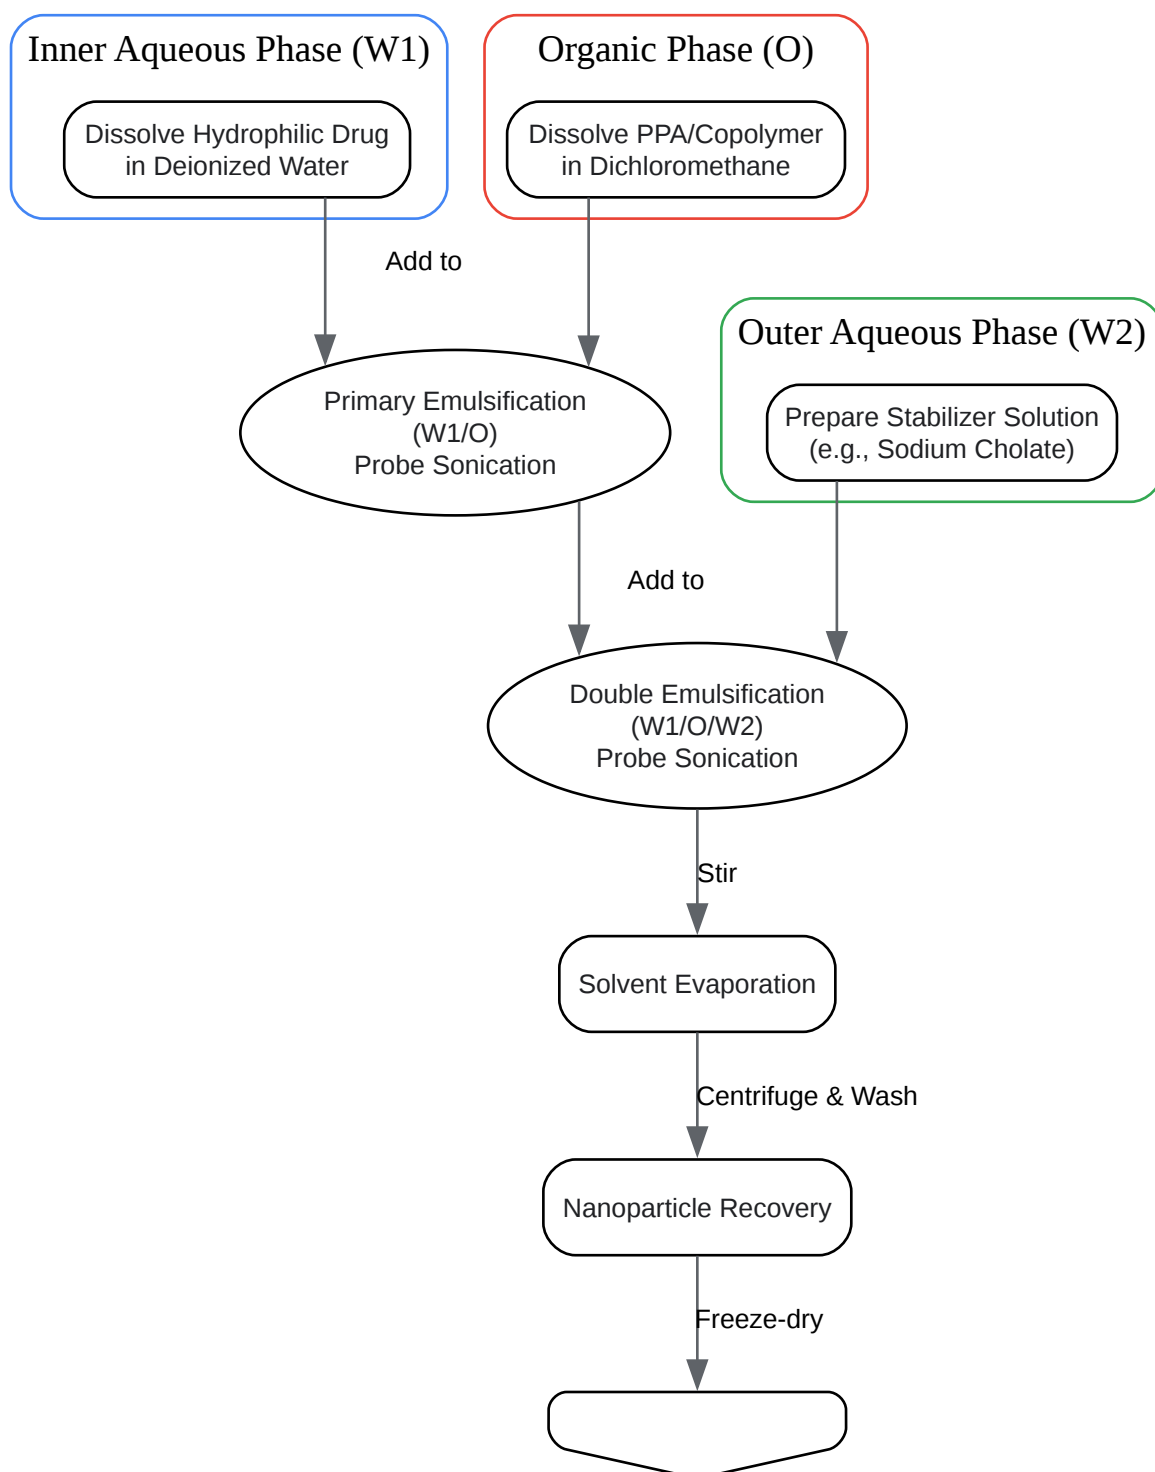 Inner Aqueous Phase (W1)
Organic Phase (O)
Dissolve Hydrophilic Drug
in Deionized Water
Dissolve PPA/Copolymer
in Dichloromethane
Add to
Outer Aqueous Phase (W2)
Primary Emulsification
(W1/O)
Probe Sonication
Prepare Stabilizer Solution
(e.g., Sodium Cholate)
Add to
Double Emulsification
(W1/O/W2)
Probe Sonication
Stir
Solvent Evaporation
Centrifuge & Wash
Nanoparticle Recovery
Freeze-dry